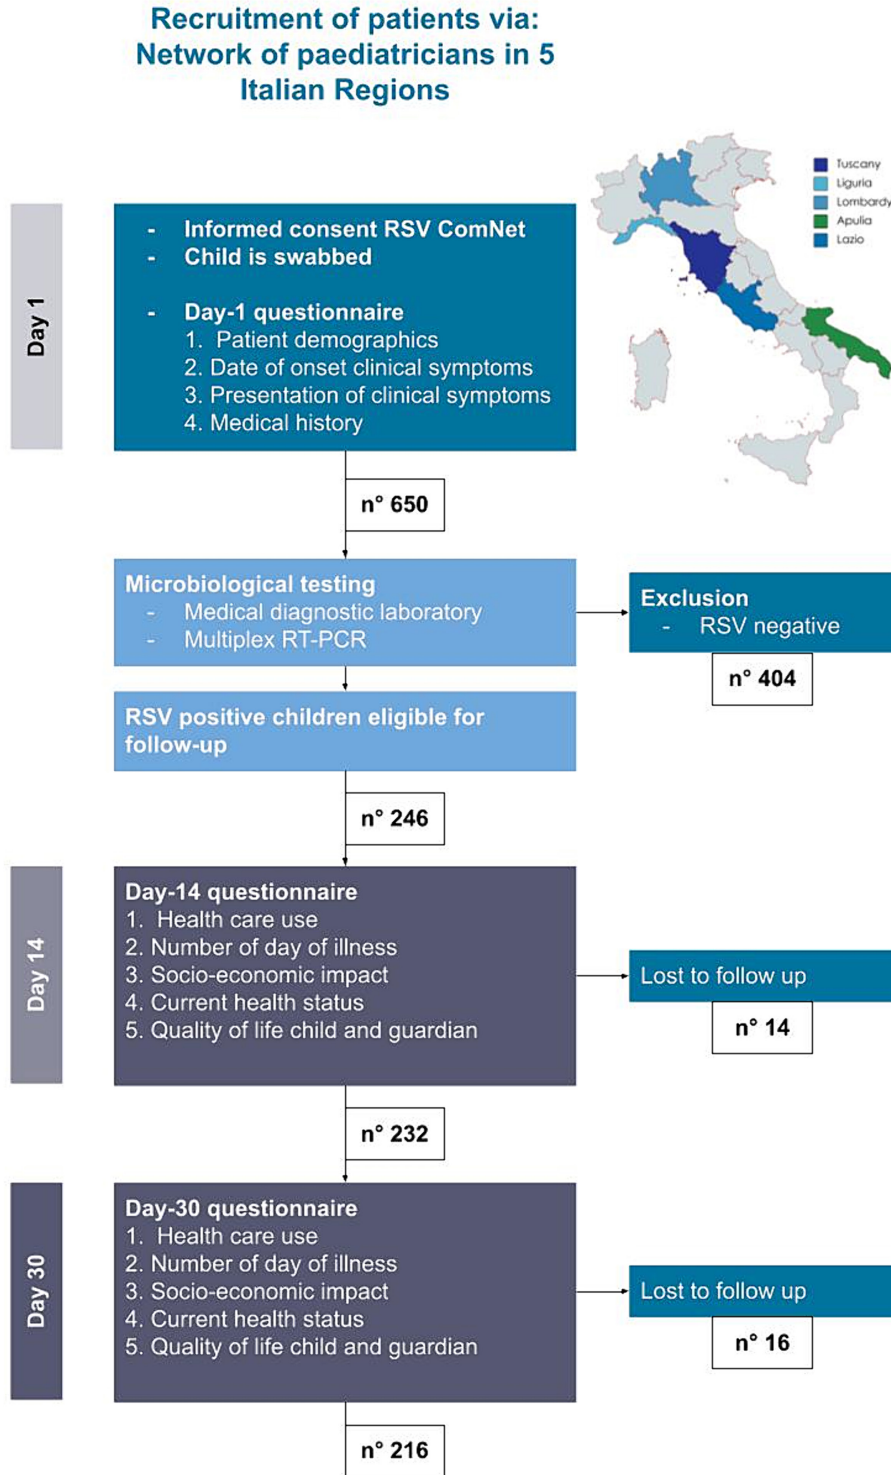 Recruitment of patients via:
Network of paediatricians in 5
Italian Regions
Tuscany
Liguria
Lombardy
Apulia
Lazio
Day 1
- Informed consent RSV ComNet
- Child is swabbed
- Day-1 questionnaire
1. Patient demographics
2. Date of onset clinical symptoms
3. Presentation of clinical symptoms
4. Medical history
n° 650
Microbiological testing
- Medical diagnostic laboratory
- Multiplex RT-PCR
Exclusion
- RSV negative
n° 404
RSV positive children eligible for
follow-up
n° 246
Day 14
Day-14 questionnaire
1. Health care use
2. Number of day of illness
3. Socio-economic impact
4. Current health status
5. Quality of life child and guardian
Lost to follow up
n° 14
n° 232
Day 30
Day-30 questionnaire
1. Health care use
2. Number of day of illness
3. Socio-economic impact
4. Current health status
5. Quality of life child and guardian
Lost to follow up
n° 16
n° 216